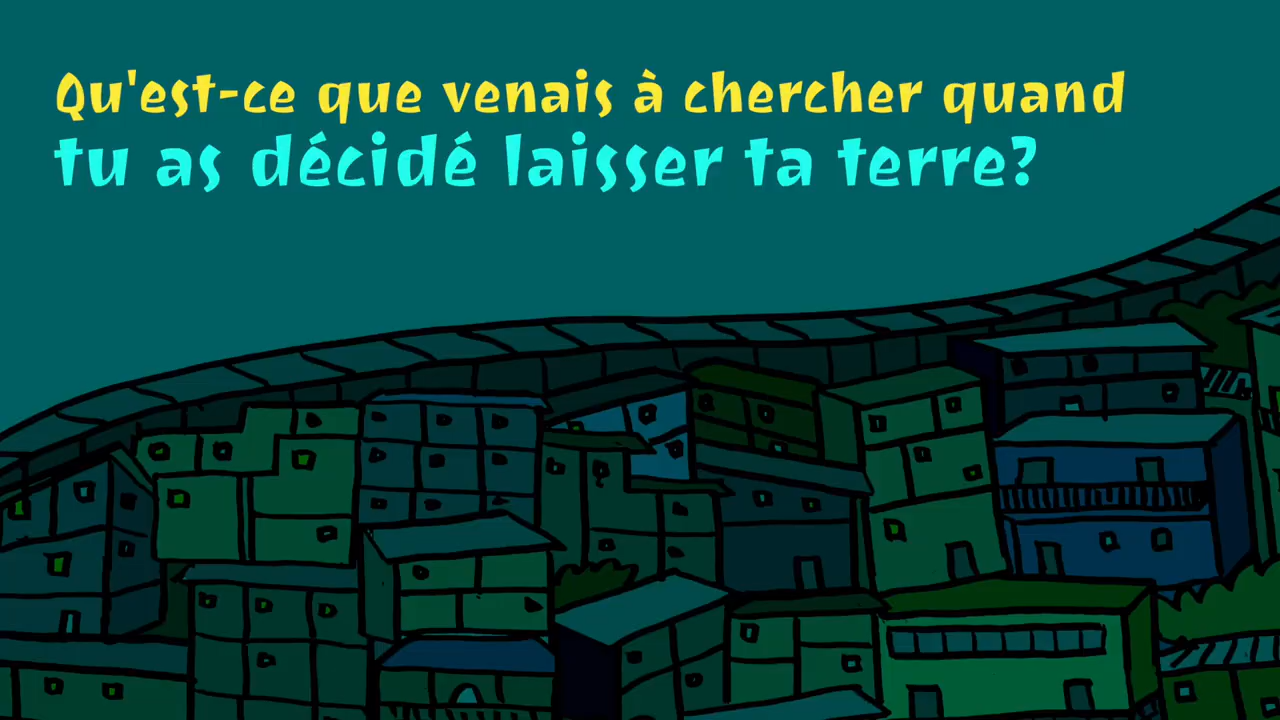 Qu'est-ce que venais à chercher quand
tu as décidé laisser ta terre?